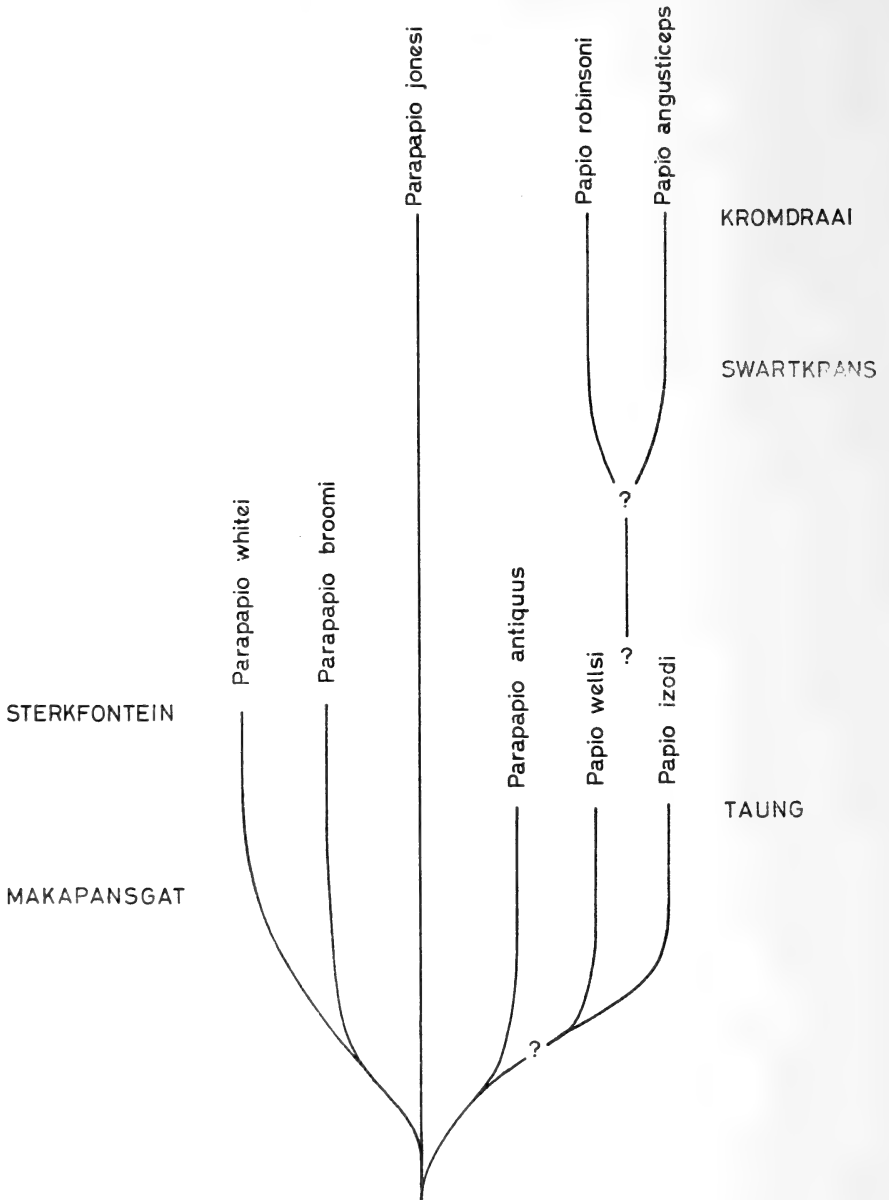 Parapapio jonesi
Papio robinsoni
Papio angusticeps
KROMDRAAI
SWARTKRANS
Parapapio whitei
Parapapio broomi
?
Parapapio antiquus
Papio wellsi
?
Papio izodi
STERKFONTEIN
TAUNG
MAKAPANSGAT
?